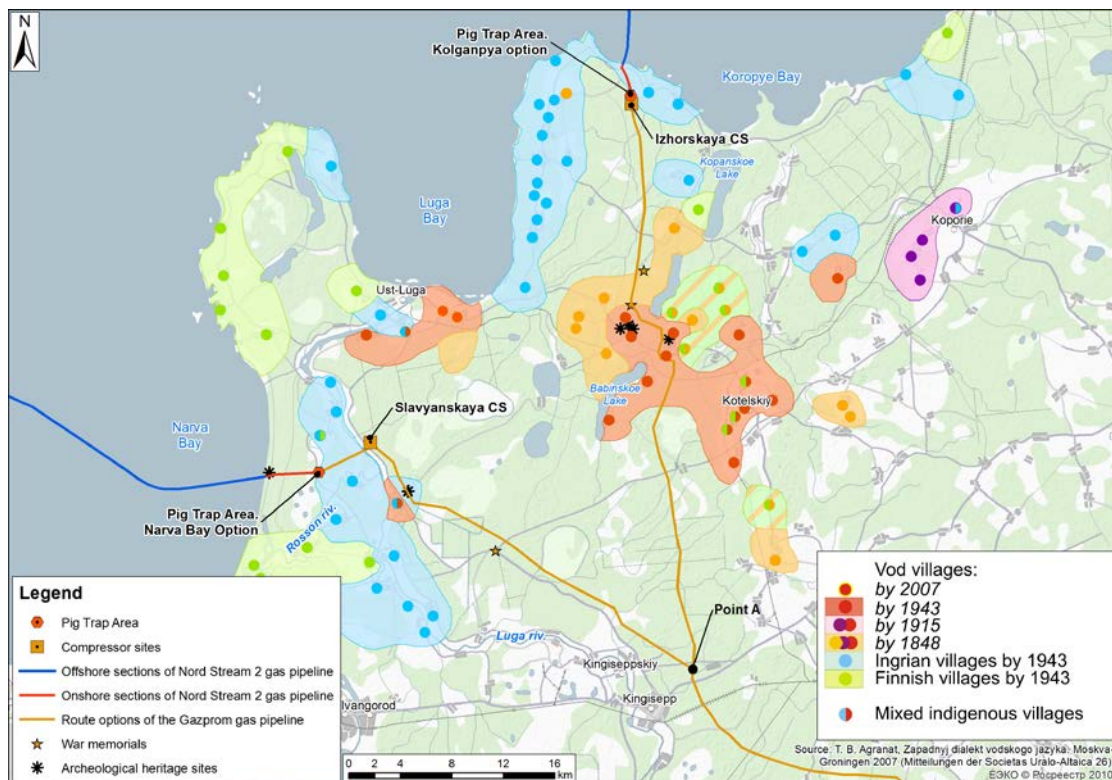 N
Pig Trap Area.
Kolganpya option
Koropye Bay
Izhorskaya CS
Kopanskoe
Lake
Luga
Bay
Koporie
Ust-Luga
Babinskoe
Lake
Kotelskiy
Slavyanskaya CS
Narva
Bay
Pig Trap Area.
Narva Bay Option
Rosson riv.
Point A
Luga riv.
Kingiseppskiy
Kingisepp
Ivangorod
Legend
Pig Trap Area
Compressor sites
Offshore sections of Nord Stream 2 gas pipeline
Onshore sections of Nord Stream 2 gas pipeline
Route options of the Gazprom gas pipeline
War memorials
Archeological heritage sites
0 2 4 8 12 16
km
Vod villages:
by 2007
by 1943
by 1915
by 1848
Ingrian villages by 1943
Finnish villages by 1943
Mixed indigenous villages
Source: T. B. Agranat, Zapadnyj dialekt vodskogo jazyka. Moskva-
Groningen 2007 (Mitteilungen der Societas Uralo-Altaica 26)
ЕЭКО © Росреестр